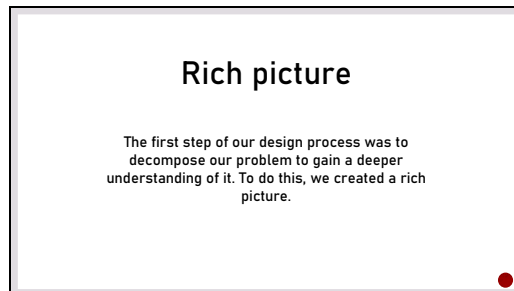 Rich picture
The first step of our design process was to
decompose our problem to gain a deeper
understanding of it. To do this, we created a rich
picture.